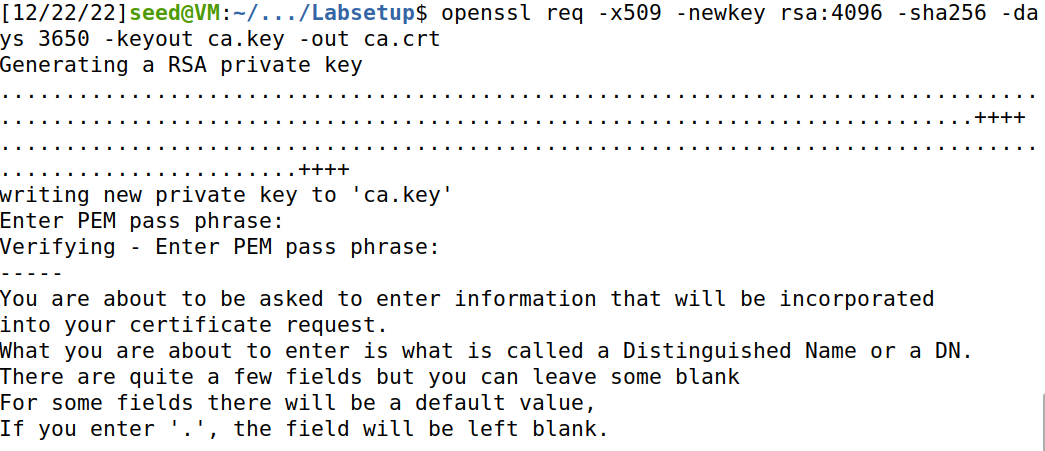 [12/22/22]seed@VM:~/.../Labsetup$ openssl req -x509 -newkey rsa:4096 -sha256 -da
ys 3650 -keyout ca.key -out ca.crt
Generating a RSA private key
................................................................................
...........................................................................++++
................................................................................
.......................++++
writing new private key to 'ca.key'
Enter PEM pass phrase:
Verifying - Enter PEM pass phrase:
-----
You are about to be asked to enter information that will be incorporated
into your certificate request.
What you are about to enter is what is called a Distinguished Name or a DN.
There are quite a few fields but you can leave some blank
For some fields there will be a default value,
If you enter '.', the field will be left blank.